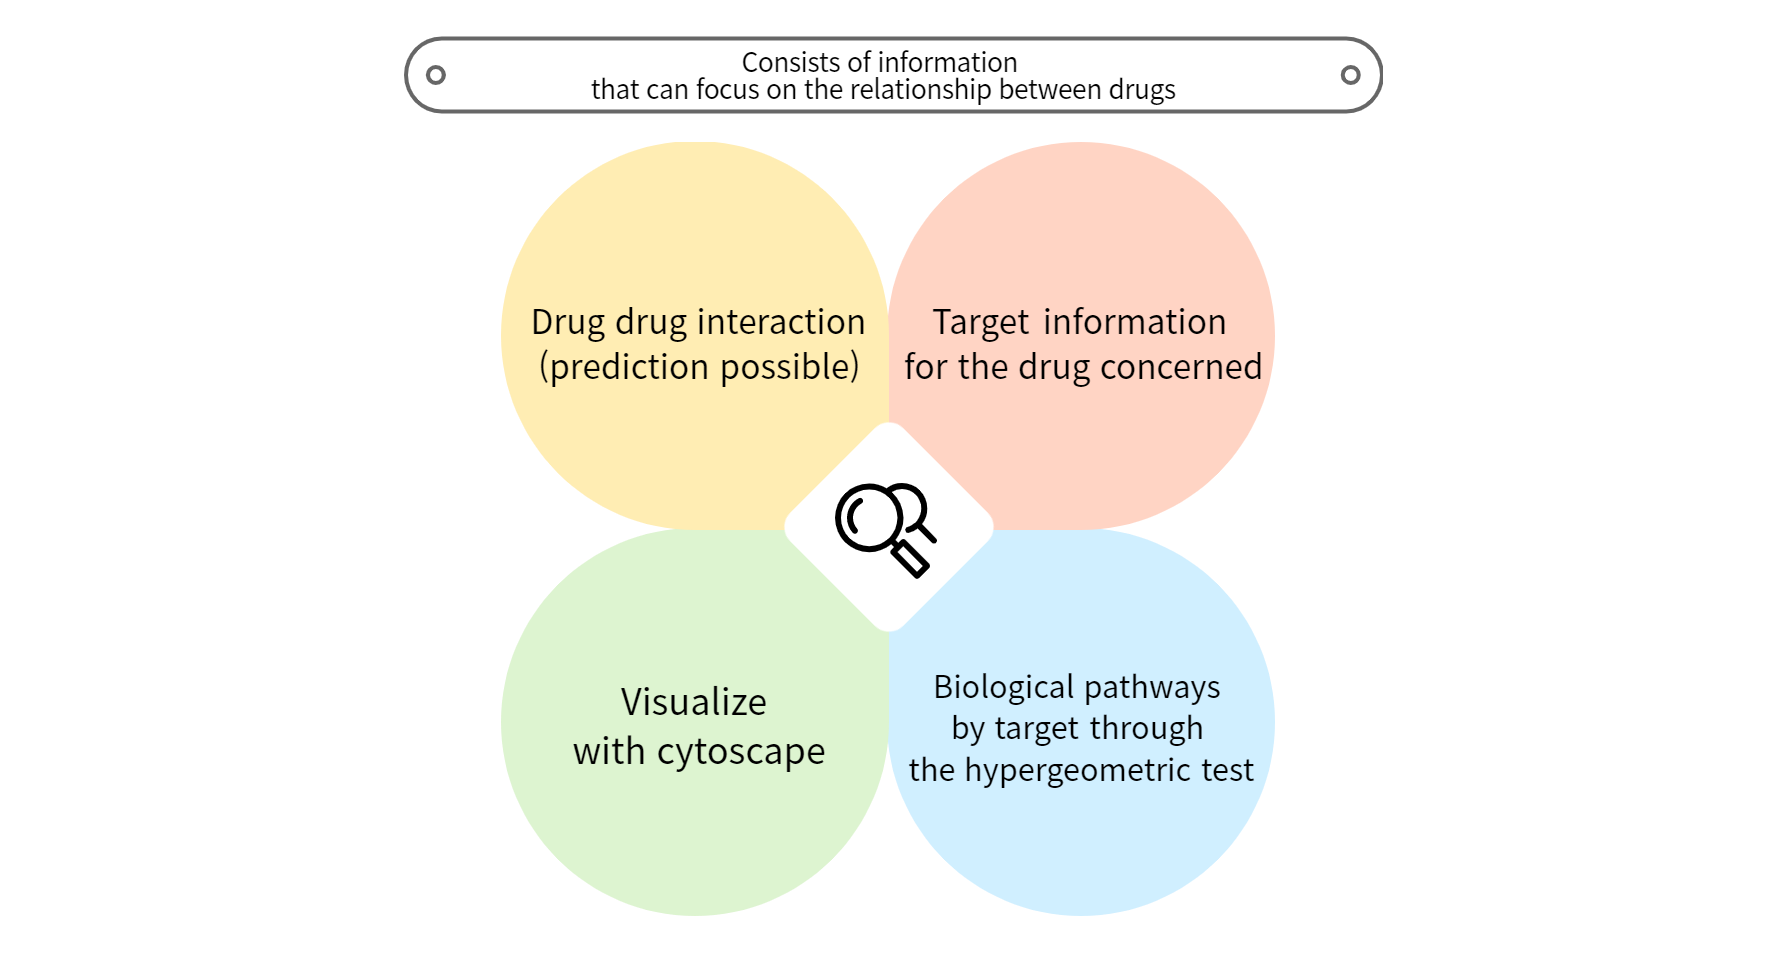 Consists of information
that can focus on the relationship between drugs
Drug drug interaction
(prediction possible)
Target information
for the drug concerned
Visualize
with cytoscape
Biological pathways
by target through
the hypergeometric test